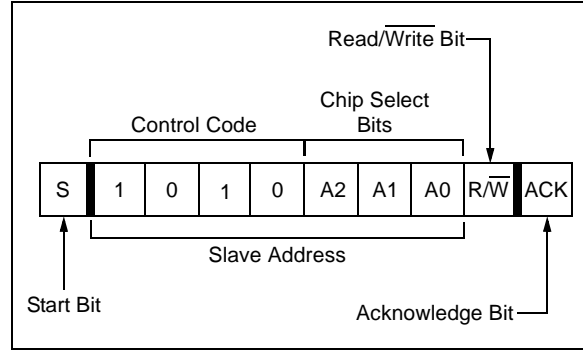 Read/Write Bit
Chip Select
Bits
Control Code
S 1 0 1 0 A2 A1 A0 R/W ACK
Slave Address
Start Bit
Acknowledge Bit